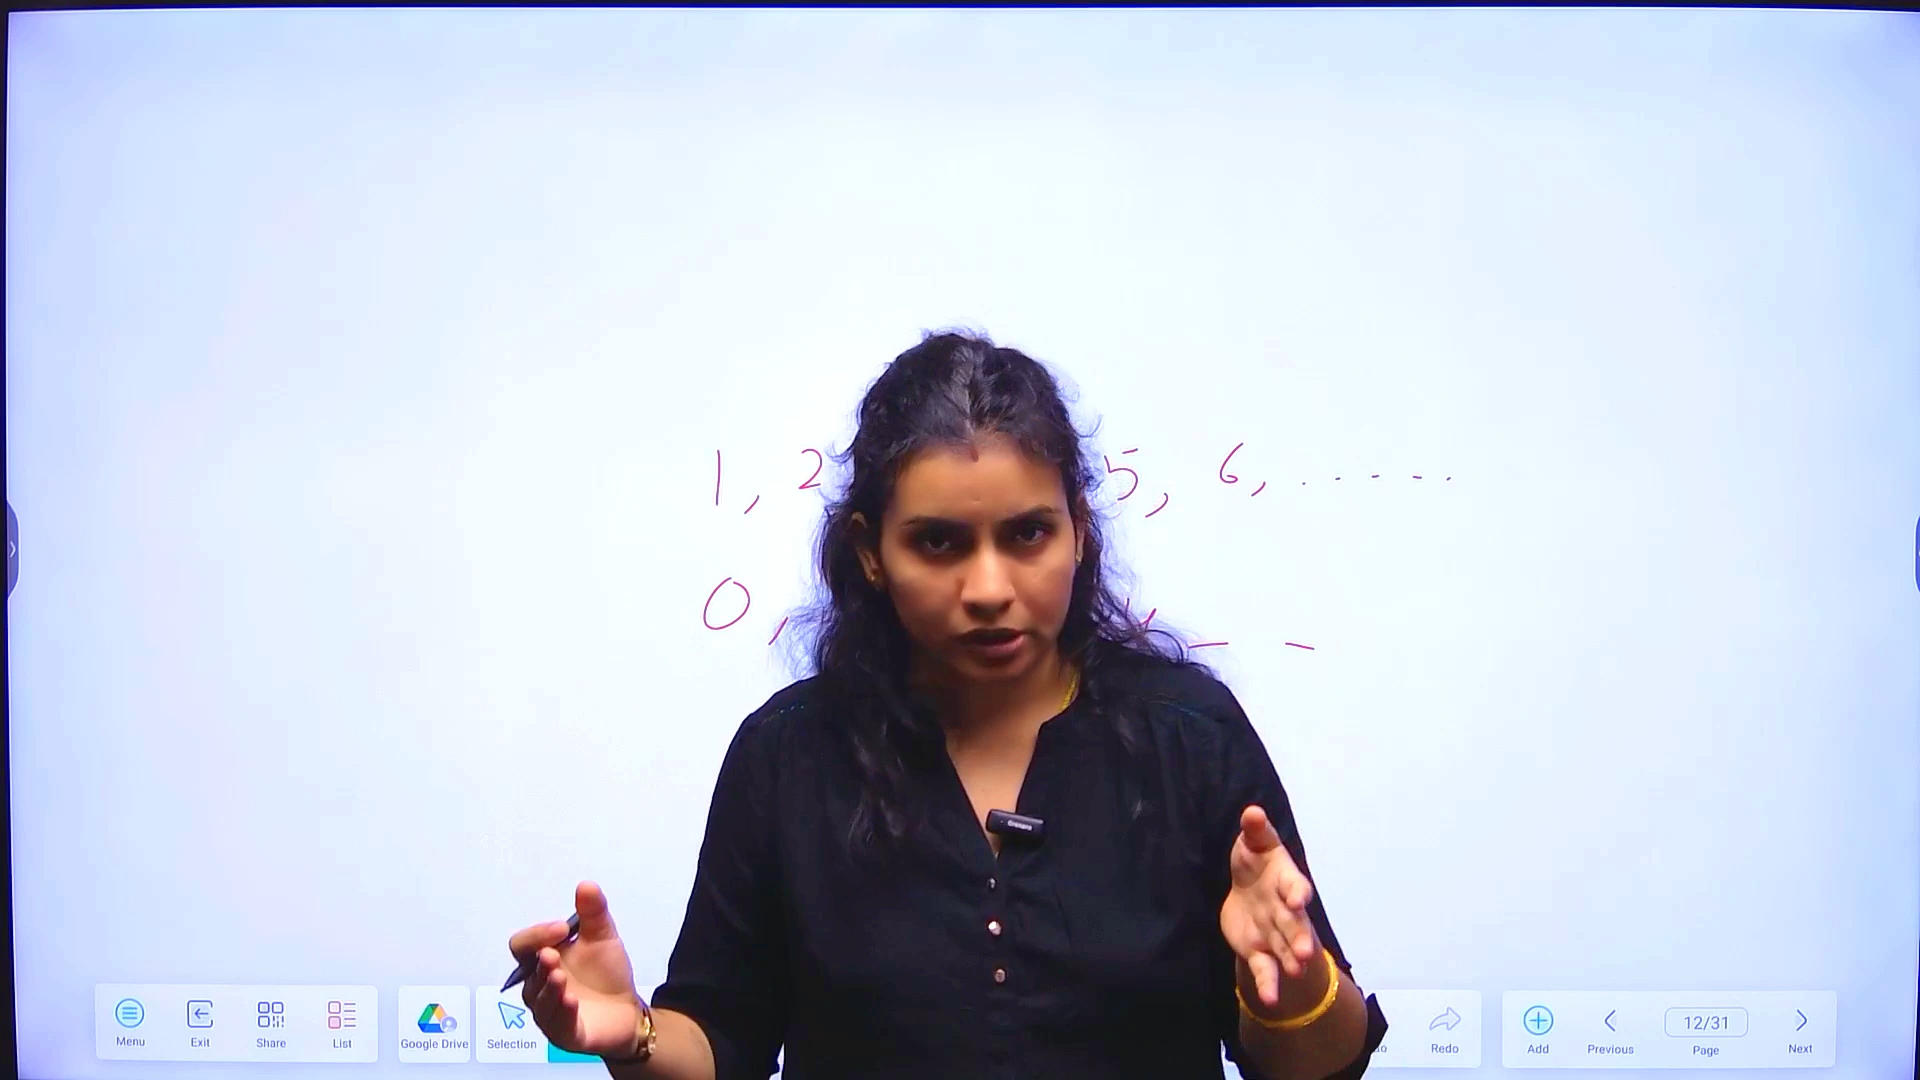 1, 2 5, 6, . . . . .
0,
Menu Exit Share List Google Drive Selection Redo Add Previous 12/31 Page Next